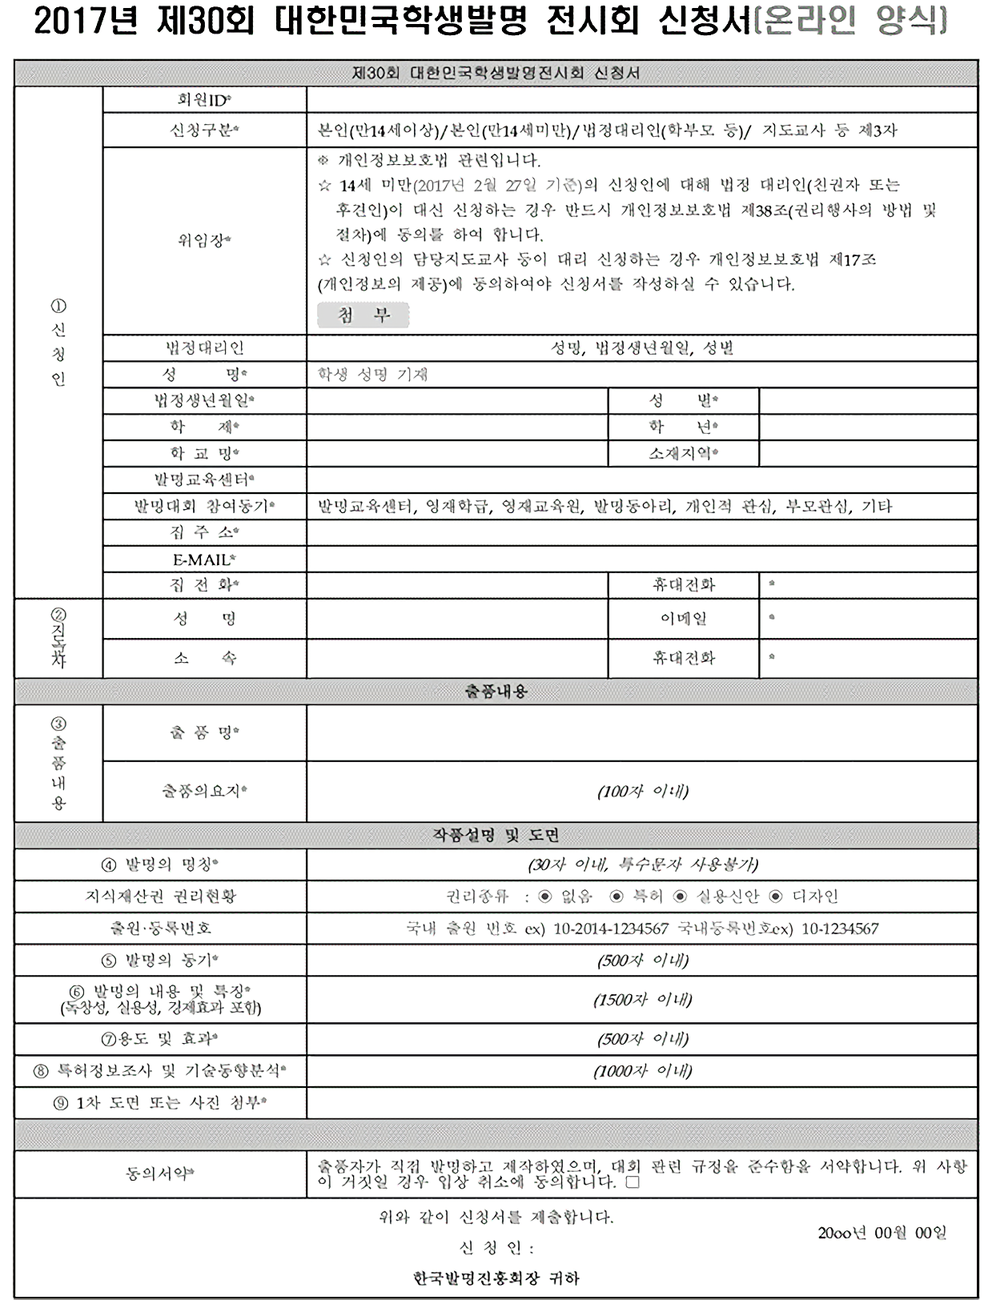 2017년 제30회 대한민국학생발명 전시회 신청서(온라인 양식)
제30회 대한민국학생발명전시회 신청서
①신청인
회원ID*
신청구분* 본인(만14세이상)/본인(만14세미만)/법정대리인(학부모 등)/ 지도교사 등 제3자
위임장*
※ 개인정보보호법 관련입니다.
☆ 14세 미만(2017년 2월 27일 기준)의 신청인에 대해 법정 대리인(친권자 또는
후견인)이 대신 신청하는 경우 반드시 개인정보보호법 제38조(권리행사의 방법 및
절차)에 동의를 하여 합니다.
☆ 신청인의 담당지도교사 등이 대리 신청하는 경우 개인정보보호법 제17조
(개인정보의 제공)에 동의하여야 신청서를 작성하실 수 있습니다.
첨 부
법정대리인 성명, 법정생년월일, 성별
성 명* 학생 성명 기재
법정생년월일* 성 별*
학 제* 학 년*
학 교 명* 소재지역*
발명교육센터*
발명대회 참여동기* 발명교육센터, 영재학급, 영재교육원, 발명동아리, 개인적 관심, 부모관심, 기타
집 주 소*
E-MAIL*
집 전 화* 휴대전화 *
②지도교사
성 명 이메일 *
소 속 휴대전화 *
출품내용
③출품내용
출 품 명*
출품의요지* (100자 이내)
작품설명 및 도면
④ 발명의 명칭* (30자 이내, 특수문자 사용불가)
지식재산권 권리현황 권리종류 : ◉ 없음 ◉ 특허 ◉ 실용신안 ◉ 디자인
출원·등록번호 국내 출원 번호 ex) 10-2014-1234567 국내등록번호ex) 10-1234567
⑤ 발명의 동기* (500자 이내)
⑥ 발명의 내용 및 특징* (1500자 이내)
(독창성, 실용성, 경제효과 포함)
⑦용도 및 효과* (500자 이내)
⑧ 특허정보조사 및 기술동향분석* (1000자 이내)
⑨ 1차 도면 또는 사진 첨부*
동의서약* 출품자가 직접 발명하고 제작하였으며, 대회 관련 규정을 준수함을 서약합니다. 위 사항
이 거짓일 경우 입상 취소에 동의합니다. □
위와 같이 신청서를 제출합니다.
20oo년 00월 00일
신 청 인 :
한국발명진흥회장 귀하